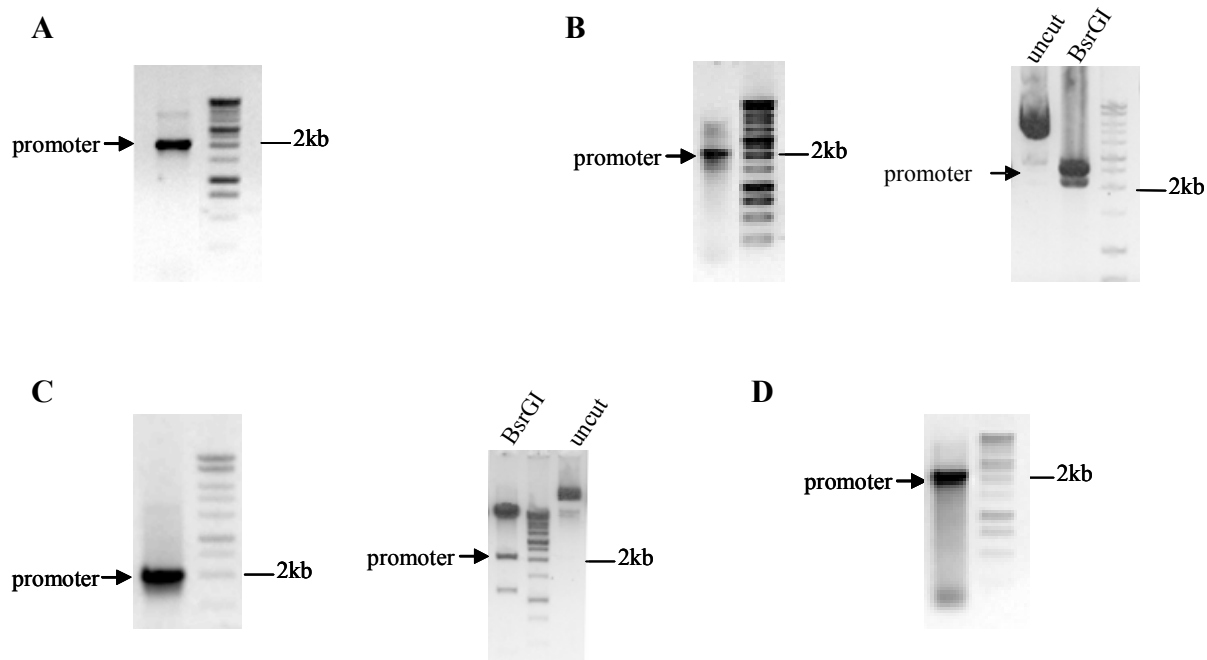 A
promoter
2kb
B
promoter
2kb
uncut
BsrGI
promoter
2kb
C
promoter
2kb
BsrGI
uncut
promoter
2kb
D
promoter
2kb